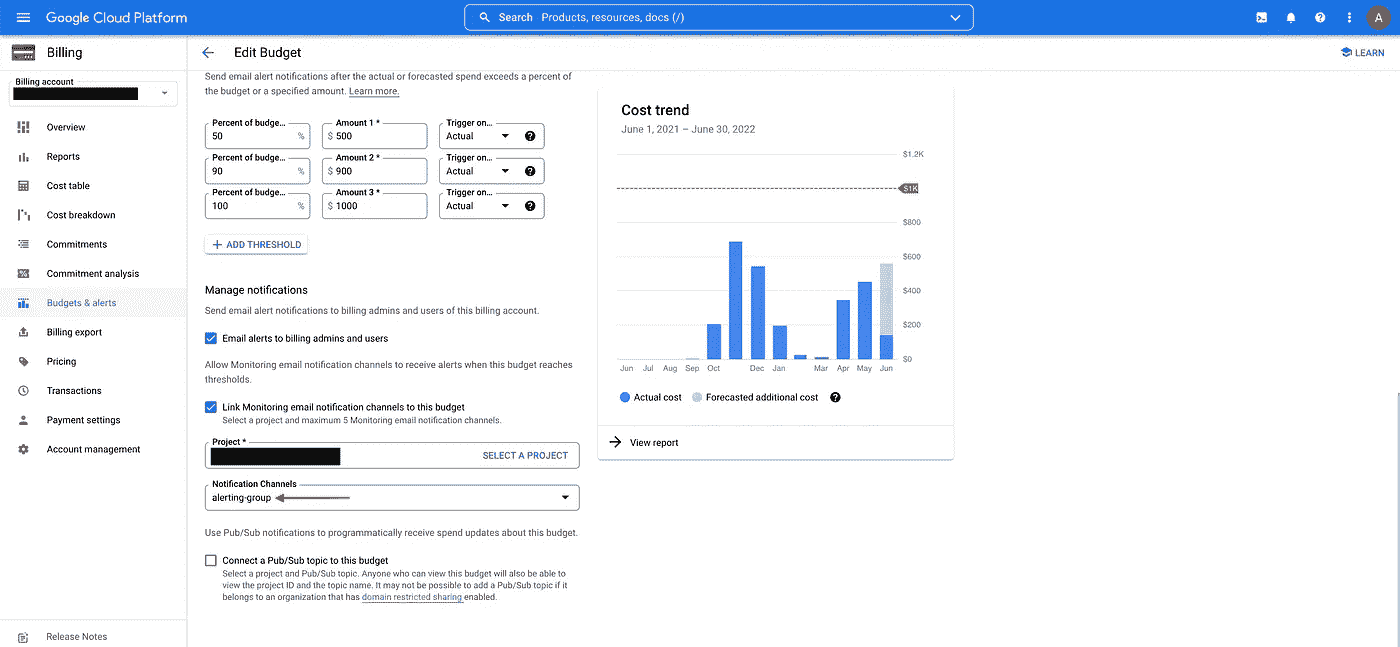 Google Cloud Platform
Search Products, resources, docs (/)
A
Billing
Edit Budget
LEARN
Billing account
Overview
Reports
Cost table
Cost breakdown
Commitments
Commitment analysis
Budgets & alerts
Billing export
Pricing
Transactions
Payment settings
Account management
Release Notes
Send email alert notifications after the actual or forecasted spend exceeds a percent of
the budget or a specified amount. Learn more.
Percent of budge... Amount 1 * Trigger on...
50 % $ 500 Actual
Percent of budge... Amount 2 * Trigger on...
90 % $ 900 Actual
Percent of budge... Amount 3 * Trigger on...
100 % $ 1000 Actual
+ ADD THRESHOLD
Manage notifications
Send email alert notifications to billing admins and users of this billing account.
Email alerts to billing admins and users
Allow Monitoring email notification channels to receive alerts when this budget reaches
thresholds.
Link Monitoring email notification channels to this budget
Select a project and maximum 5 Monitoring email notification channels.
Project *
SELECT A PROJECT
Notification Channels
alerting-group
Use Pub/Sub notifications to programmatically receive spend updates about this budget.
Connect a Pub/Sub topic to this budget
Select a project and Pub/Sub topic. Anyone who can view this budget will also be able to
view the project ID and the topic name. It may not be possible to add a Pub/Sub topic if it
belongs to an organization that has domain restricted sharing enabled.
Cost trend
June 1, 2021 – June 30, 2022
$1.2K
$1K
$800
$600
$400
$200
$0
Jun Jul Aug Sep Oct Dec Jan Mar Apr May Jun
Actual cost Forecasted additional cost
View report